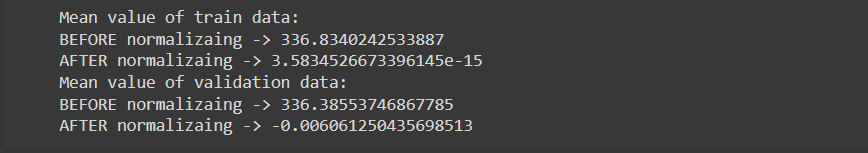 Mean value of train data:
BEFORE normalizaing -> 336.8340242533887
AFTER normalizaing -> 3.5834526673396145e-15
Mean value of validation data:
BEFORE normalizaing -> 336.38553746867785
AFTER normalizaing -> -0.006061250435698513